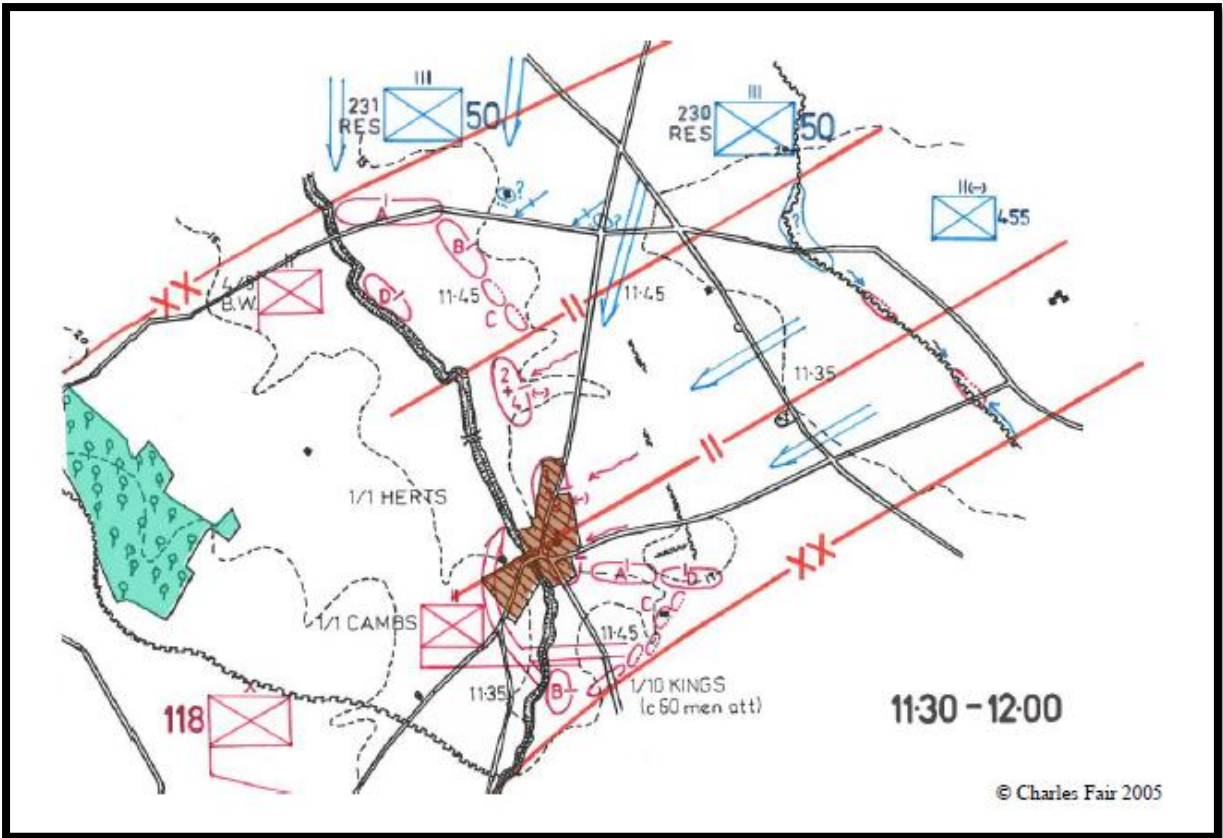 III
231
RES
50
III
230
RES
50
II(-)
455
A
B
D
C
11·45
11·45
XX
B.W.
II
20
II
2
+
4
(-)
11·35
II
1/1 HERTS
XX
A
D
C
1/1 CAMBS
11·45
B
11·35
1/10 KINGS
(c 60 men att)
X
118
11·30 – 12·00
© Charles Fair 2005